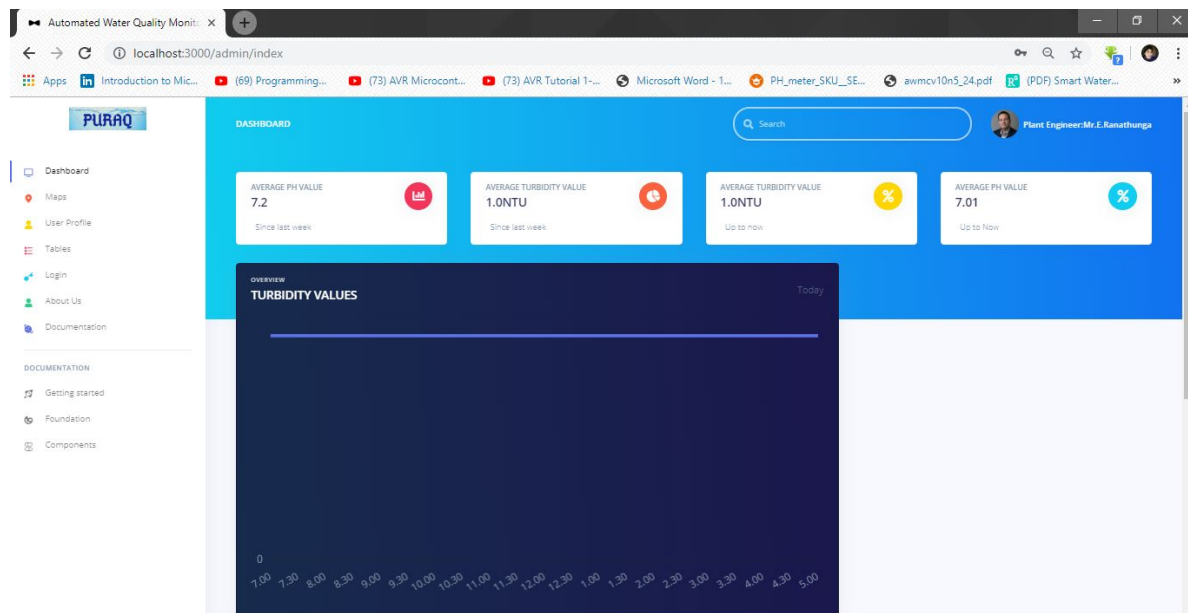 Automated Water Quality Monito
localhost:3000/admin/index
Apps Introduction to Mic... (69) Programming... (73) AVR Microcont... (73) AVR Tutorial 1-... Microsoft Word - 1... PH_meter_SKU__SE... awmcv10n5_24.pdf (PDF) Smart Water...
PURAQ
Dashboard
Maps
User Profile
Tables
Login
About Us
Documentation
DOCUMENTATION
Getting started
Foundation
Components
DASHBOARD
Search
Plant Engineer:Mr.E.Ranathunga
AVERAGE PH VALUE
7.2
Since last week
AVERAGE TURBIDITY VALUE
1.0NTU
Since last week
AVERAGE TURBIDITY VALUE
1.0NTU
Up to now
AVERAGE PH VALUE
7.01
Up to Now
OVERVIEW
TURBIDITY VALUES
Today
0
7.00 7.30 8.00 8.30 9.00 9.30 10.00 10.30 11.00 11.30 12.00 12.30 1.00 1.30 2.00 2.30 3.00 3.30 4.00 4.30 5.00